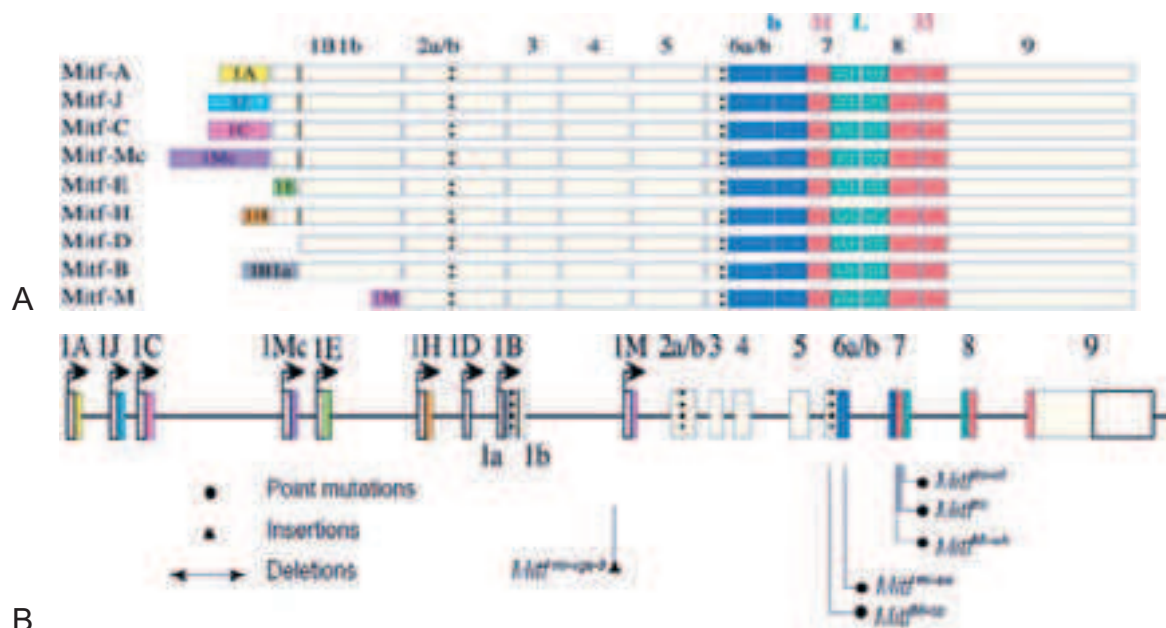 b L
1B1b 2a/b 3 4 5 6a/b 7 8 9
Mitf-A 1A
Mitf-J
Mitf-C 1C
Mitf-Mc 1Mc
Mitf-E 1E
Mitf-H 1H
Mitf-D
Mitf-B 1B1a
Mitf-M 1M
A
1A 1J 1C 1Mc 1E 1H 1D 1B 1M 2a/b 3 4 5 6a/b 7 8 9
1a 1b
Point mutations
Insertions
Deletions
B